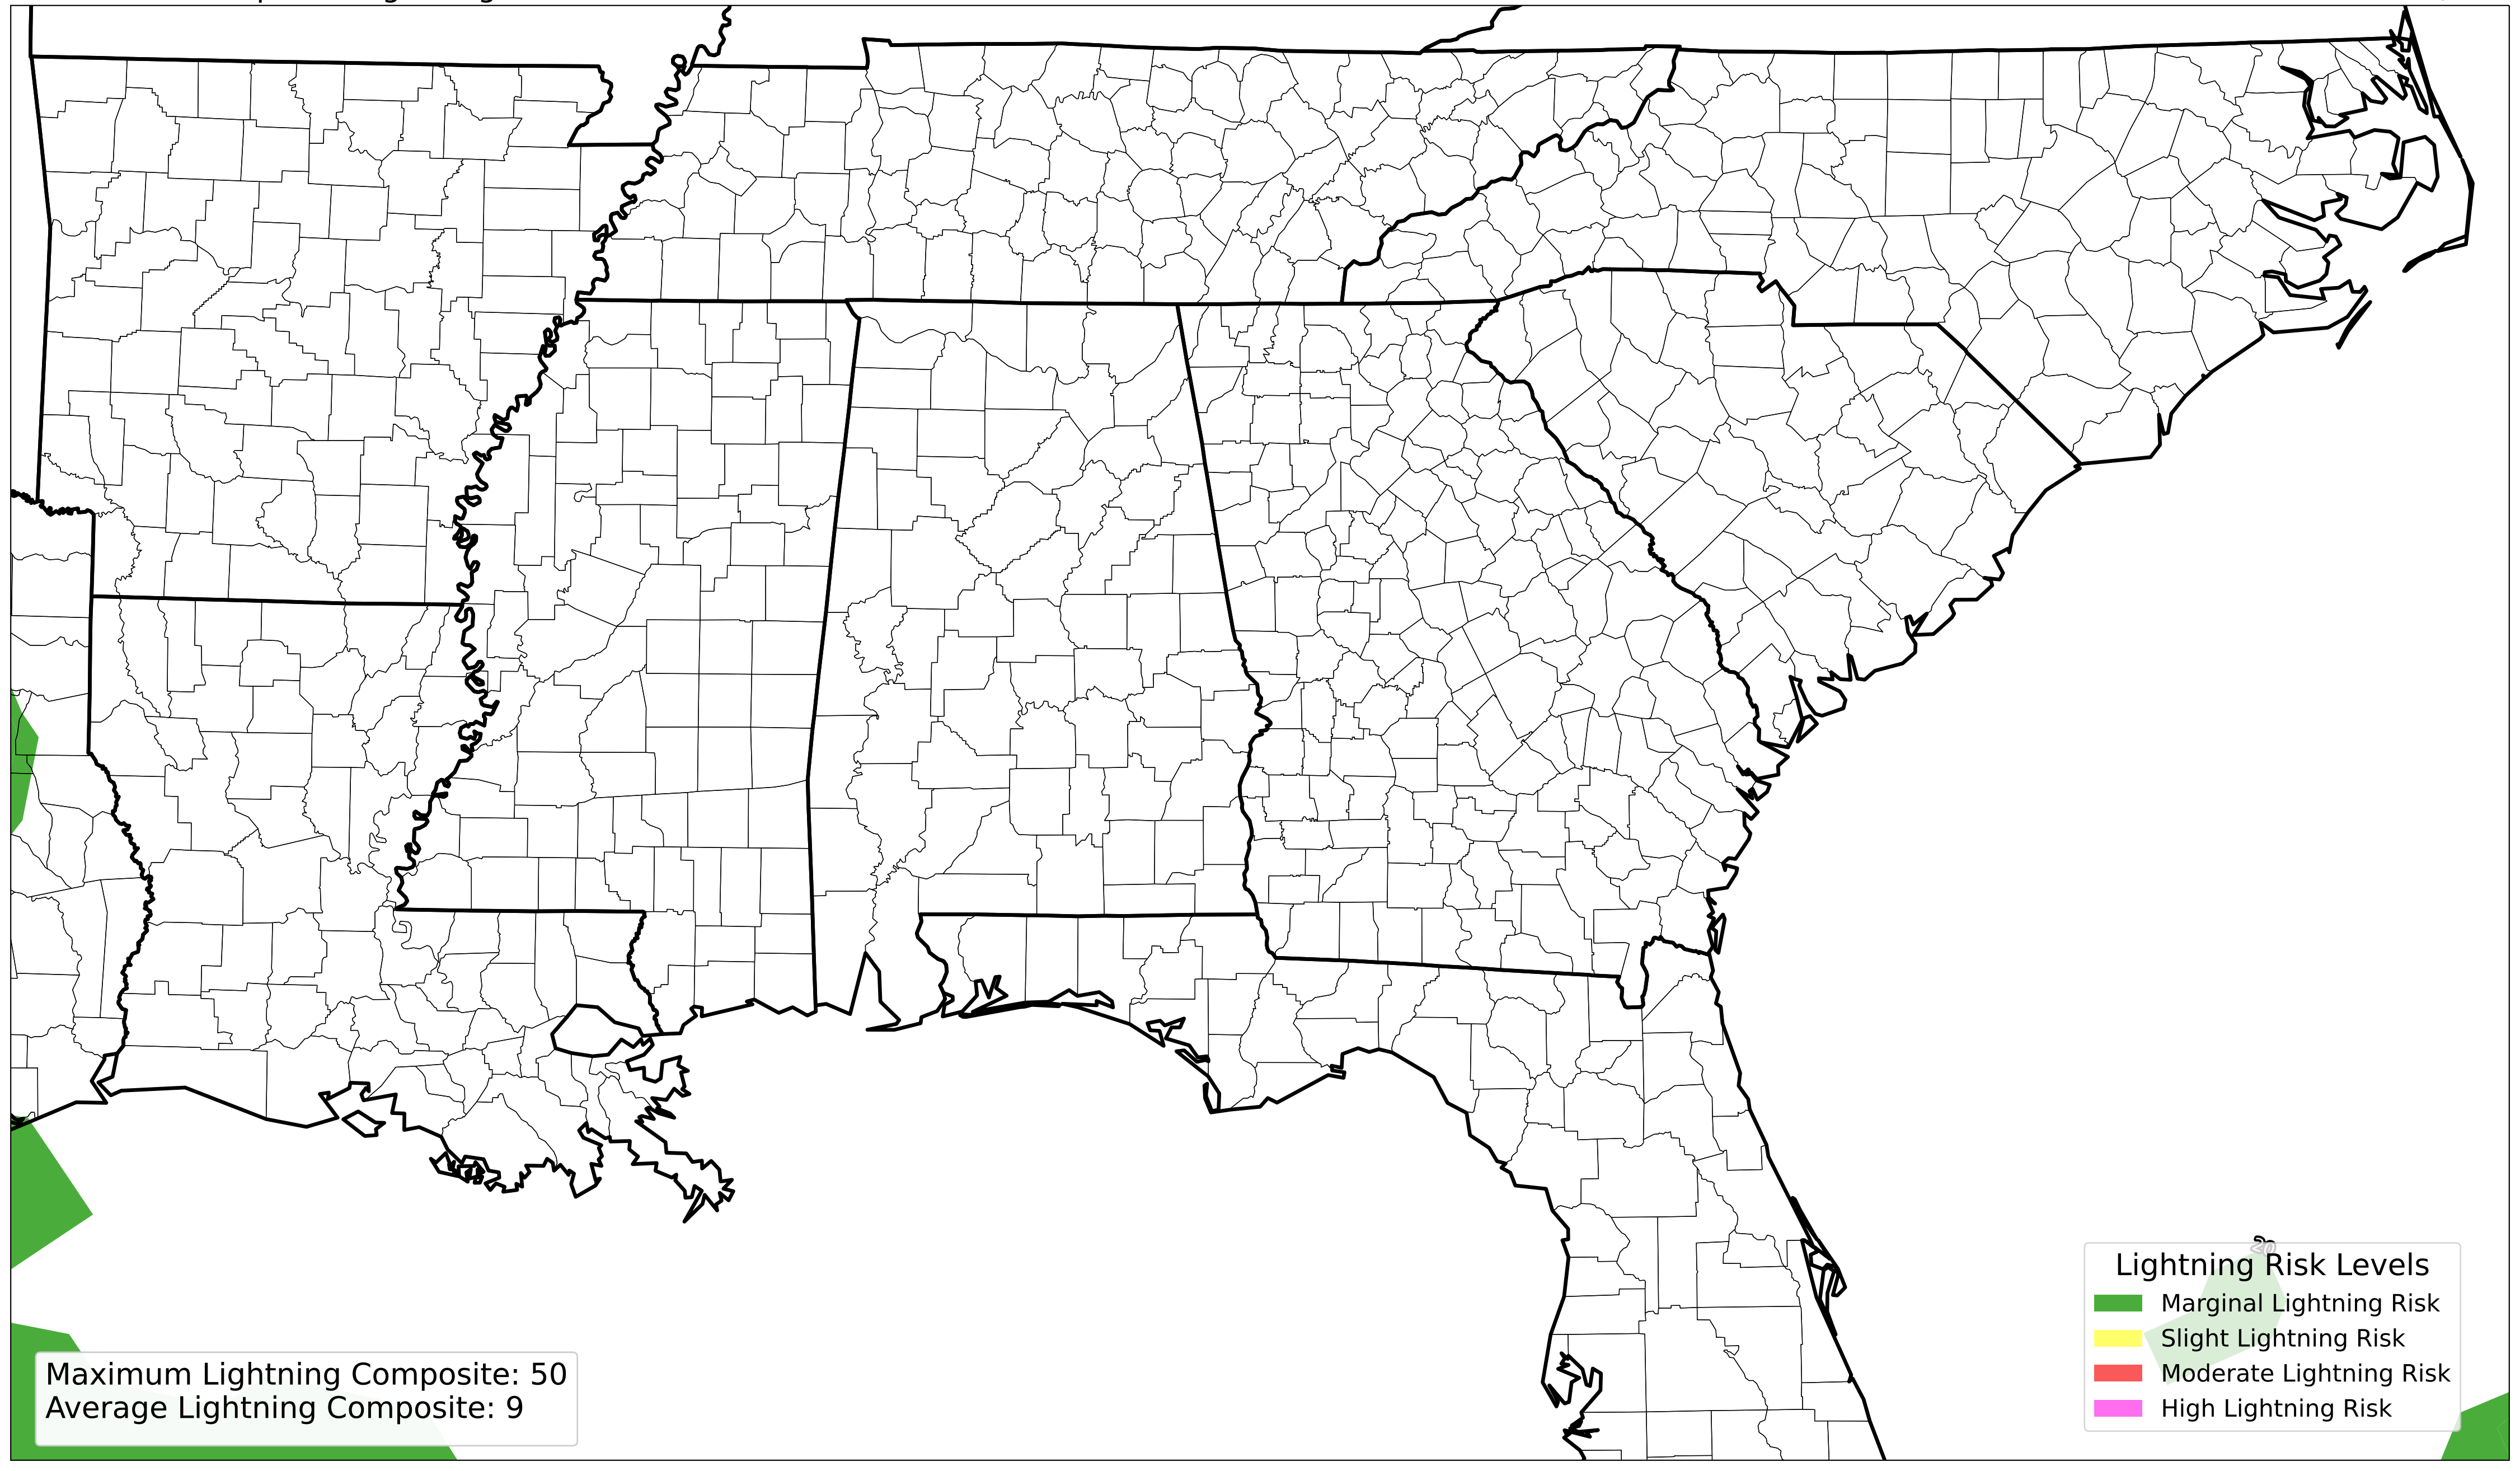 20
Lightning Risk Levels
Marginal Lightning Risk
Slight Lightning Risk
Moderate Lightning Risk
High Lightning Risk
Maximum Lightning Composite: 50
Average Lightning Composite: 9